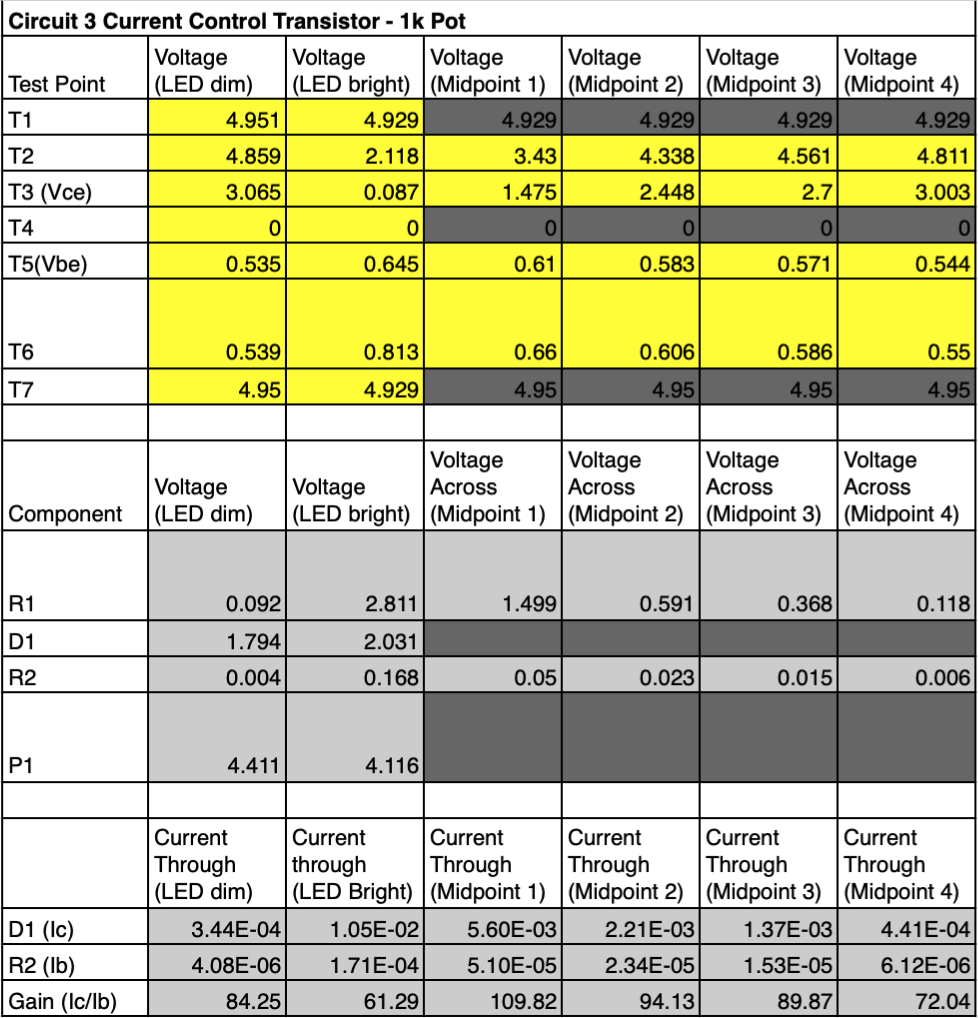 Circuit 3 Current Control Transistor - 1k Pot
Test Point Voltage (LED dim) Voltage (LED bright) Voltage (Midpoint 1) Voltage (Midpoint 2) Voltage (Midpoint 3) Voltage (Midpoint 4)
T1 4.951 4.929 4.929 4.929 4.929 4.929
T2 4.859 2.118 3.43 4.338 4.561 4.811
T3 (Vce) 3.065 0.087 1.475 2.448 2.7 3.003
T4 0 0 0 0 0 0
T5(Vbe) 0.535 0.645 0.61 0.583 0.571 0.544
T6 0.539 0.813 0.66 0.606 0.586 0.55
T7 4.95 4.929 4.95 4.95 4.95 4.95
Component Voltage (LED dim) Voltage (LED bright) Voltage Across (Midpoint 1) Voltage Across (Midpoint 2) Voltage Across (Midpoint 3) Voltage Across (Midpoint 4)
R1 0.092 2.811 1.499 0.591 0.368 0.118
D1 1.794 2.031
R2 0.004 0.168 0.05 0.023 0.015 0.006
P1 4.411 4.116
Current Through (LED dim) Current through (LED Bright) Current Through (Midpoint 1) Current Through (Midpoint 2) Current Through (Midpoint 3) Current Through (Midpoint 4)
D1 (Ic) 3.44E-04 1.05E-02 5.60E-03 2.21E-03 1.37E-03 4.41E-04
R2 (Ib) 4.08E-06 1.71E-04 5.10E-05 2.34E-05 1.53E-05 6.12E-06
Gain (Ic/Ib) 84.25 61.29 109.82 94.13 89.87 72.04